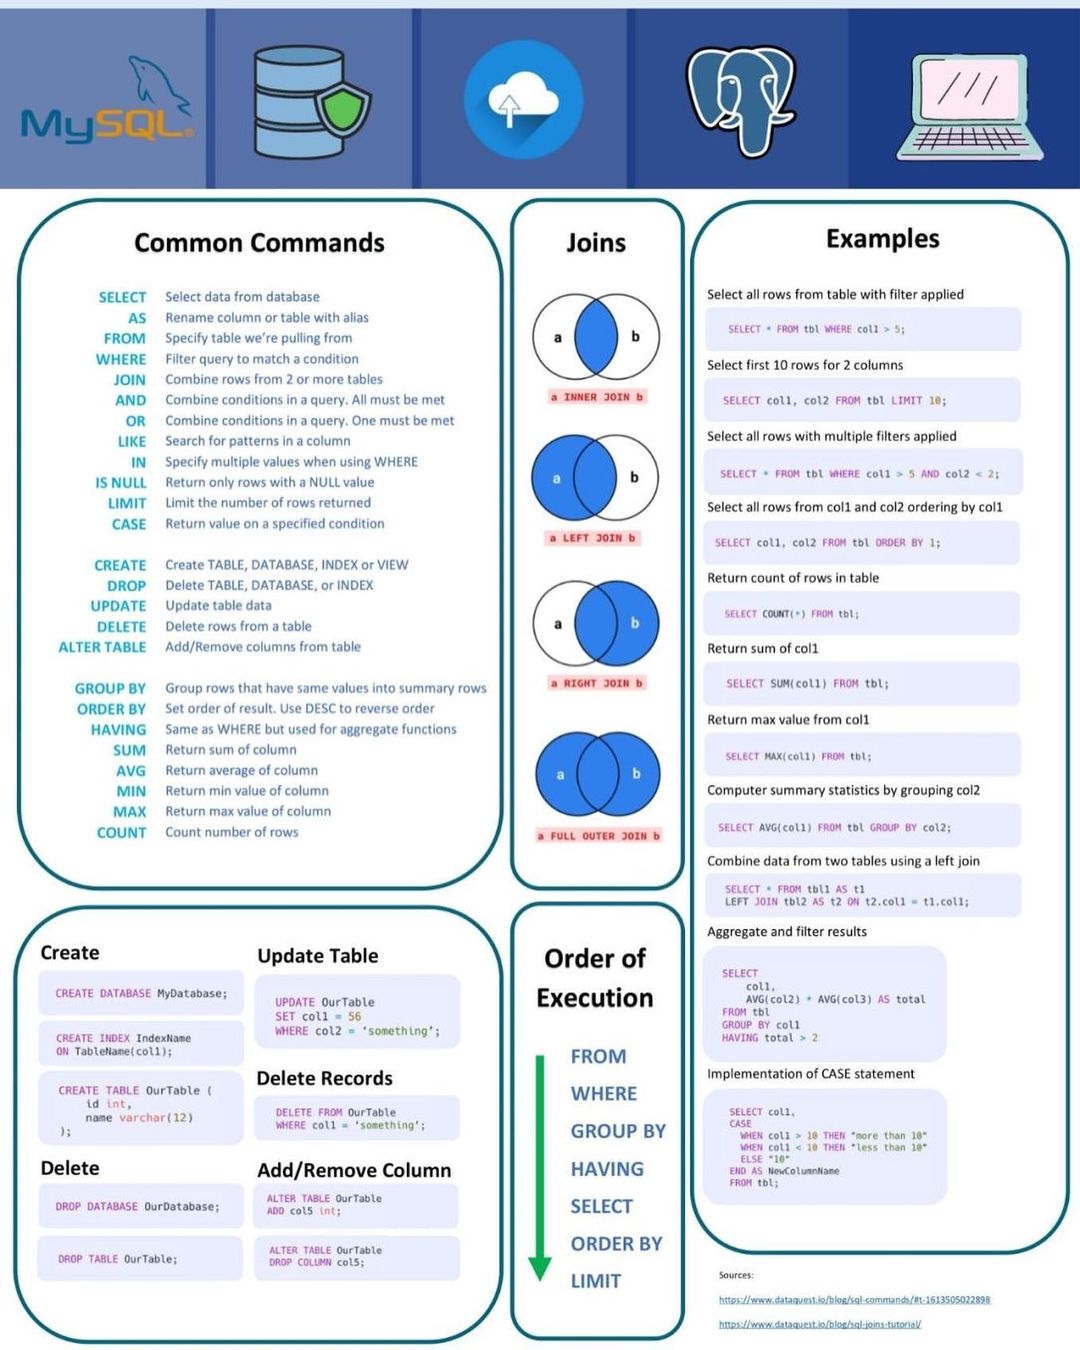 MySQL®
Common Commands
SELECT Select data from database
AS Rename column or table with alias
FROM Specify table we're pulling from
WHERE Filter query to match a condition
JOIN Combine rows from 2 or more tables
AND Combine conditions in a query. All must be met
OR Combine conditions in a query. One must be met
LIKE Search for patterns in a column
IN Specify multiple values when using WHERE
IS NULL Return only rows with a NULL value
LIMIT Limit the number of rows returned
CASE Return value on a specified condition
CREATE Create TABLE, DATABASE, INDEX or VIEW
DROP Delete TABLE, DATABASE, or INDEX
UPDATE Update table data
DELETE Delete rows from a table
ALTER TABLE Add/Remove columns from table
GROUP BY Group rows that have same values into summary rows
ORDER BY Set order of result. Use DESC to reverse order
HAVING Same as WHERE but used for aggregate functions
SUM Return sum of column
AVG Return average of column
MIN Return min value of column
MAX Return max value of column
COUNT Count number of rows
Joins
a b
a INNER JOIN b
a b
a LEFT JOIN b
a b
a RIGHT JOIN b
a b
a FULL OUTER JOIN b
Examples
Select all rows from table with filter applied
SELECT * FROM tbl WHERE col1 > 5;
Select first 10 rows for 2 columns
SELECT col1, col2 FROM tbl LIMIT 10;
Select all rows with multiple filters applied
SELECT * FROM tbl WHERE col1 > 5 AND col2 < 2;
Select all rows from col1 and col2 ordering by col1
SELECT col1, col2 FROM tbl ORDER BY 1;
Return count of rows in table
SELECT COUNT(*) FROM tbl;
Return sum of col1
SELECT SUM(col1) FROM tbl;
Return max value from col1
SELECT MAX(col1) FROM tbl;
Computer summary statistics by grouping col2
SELECT AVG(col1) FROM tbl GROUP BY col2;
Combine data from two tables using a left join
SELECT * FROM tbl1 AS t1
LEFT JOIN tbl2 AS t2 ON t2.col1 = t1.col1;
Aggregate and filter results
SELECT
col1,
AVG(col2) * AVG(col3) AS total
FROM tbl
GROUP BY col1
HAVING total > 2
Implementation of CASE statement
SELECT col1,
CASE
WHEN col1 > 10 THEN "more than 10"
WHEN col1 < 10 THEN "less than 10"
ELSE "10"
END AS NewColumnName
FROM tbl;
Create
CREATE DATABASE MyDatabase;
CREATE INDEX IndexName
ON TableName(col1);
CREATE TABLE OurTable (
id int,
name varchar(12)
);
Delete
DROP DATABASE OurDatabase;
DROP TABLE OurTable;
Update Table
UPDATE OurTable
SET col1 = 56
WHERE col2 = 'something';
Delete Records
DELETE FROM OurTable
WHERE col1 = 'something';
Add/Remove Column
ALTER TABLE OurTable
ADD col5 int;
ALTER TABLE OurTable
DROP COLUMN col5;
Order of
Execution
FROM
WHERE
GROUP BY
HAVING
SELECT
ORDER BY
LIMIT
Sources:
https://www.dataquest.io/blog/sql-commands/#t-1613505022898
https://www.dataquest.io/blog/sql-joins-tutorial/